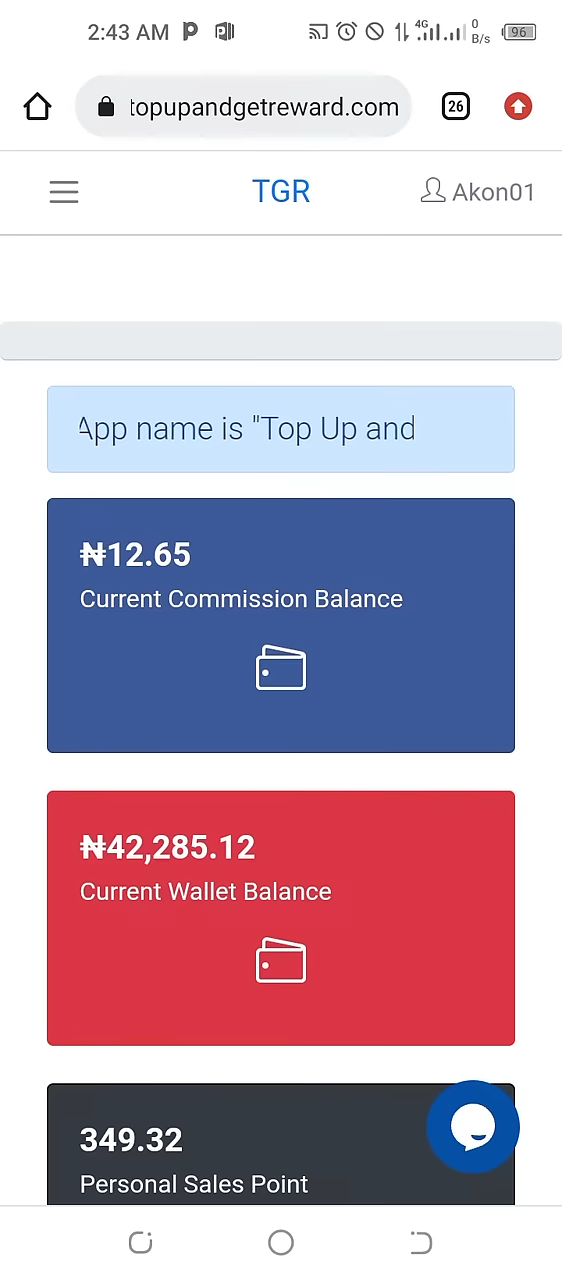 2:43 AM
4G
0
B/s
96
topupandgetreward.com
26
TGR
Akon01
App name is "Top Up and
₦12.65
Current Commission Balance
₦42,285.12
Current Wallet Balance
349.32
Personal Sales Point